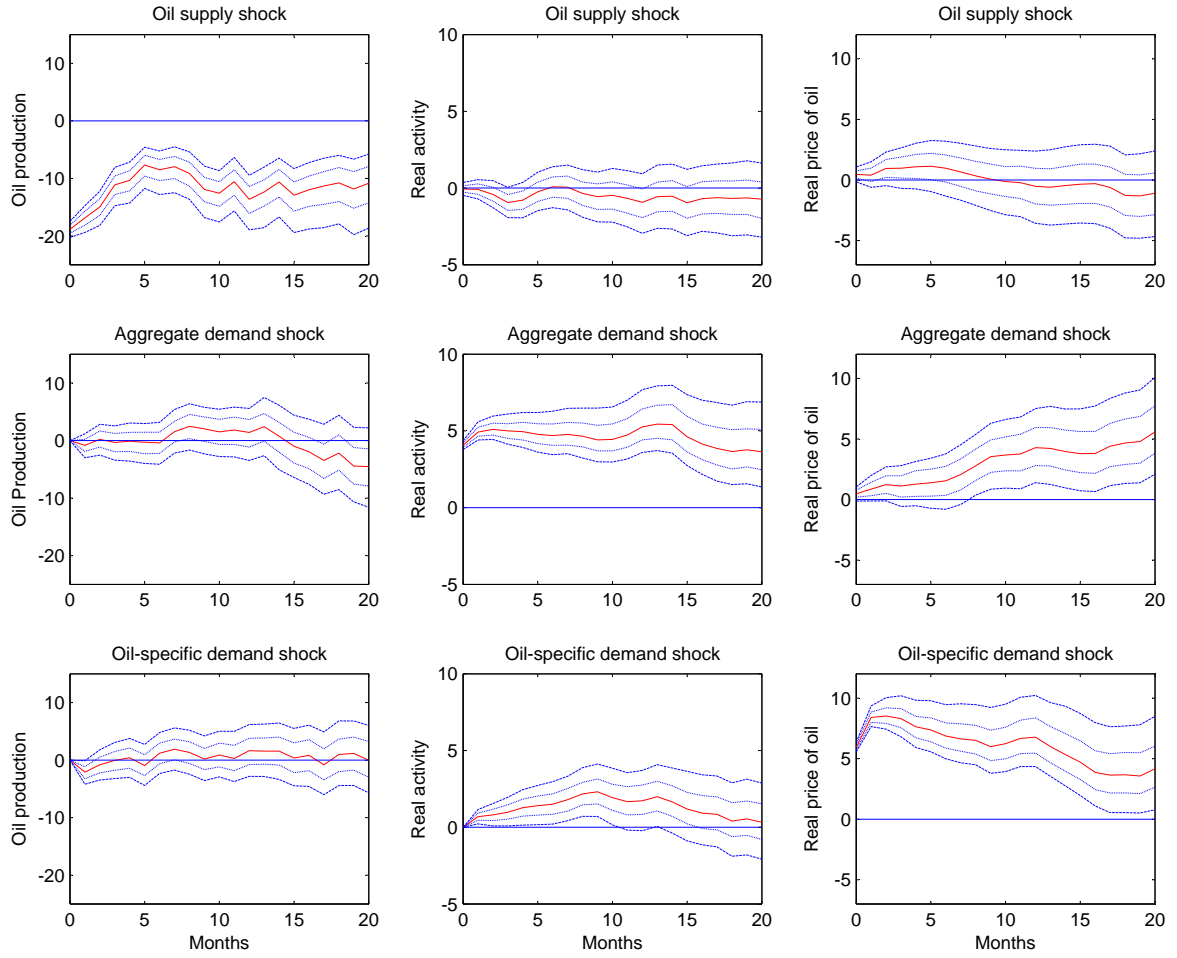 Oil supply shock
Oil supply shock
Oil supply shock
Oil production
10
0
-10
-20
0 5 10 15 20
Real activity
10
5
0
-5
0 5 10 15 20
Real price of oil
10
5
0
-5
0 5 10 15 20
Aggregate demand shock
Aggregate demand shock
Aggregate demand shock
Oil Production
10
0
-10
-20
0 5 10 15 20
Real activity
10
5
0
-5
0 5 10 15 20
Real price of oil
10
5
0
-5
0 5 10 15 20
Oil-specific demand shock
Oil-specific demand shock
Oil-specific demand shock
Oil production
10
0
-10
-20
0 5 10 15 20
Months
Real activity
10
5
0
-5
0 5 10 15 20
Months
Real price of oil
10
5
0
-5
0 5 10 15 20
Months